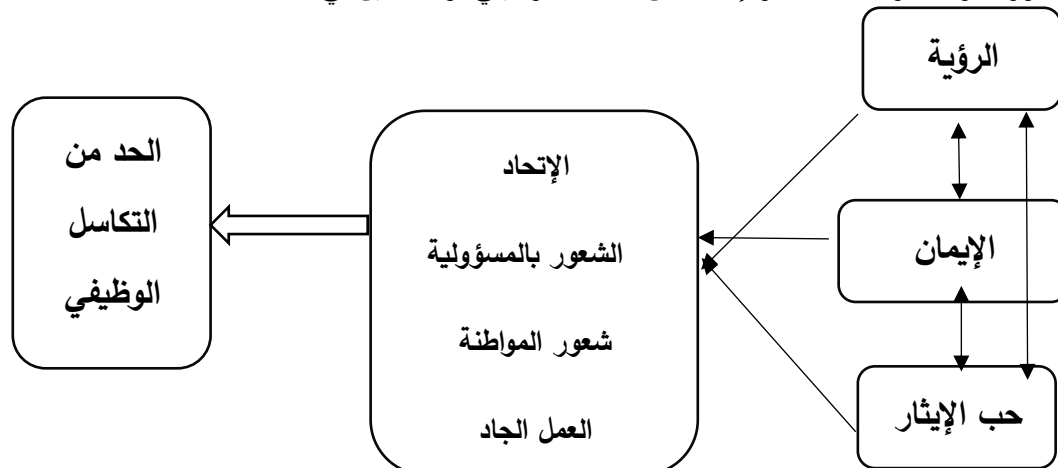 الرؤية
الإيمان
حب الإيثار
الإتحاد
الشعور بالمسؤولية
شعور المواطنة
العمل الجاد
الحد من
التكاسل
الوظيفي